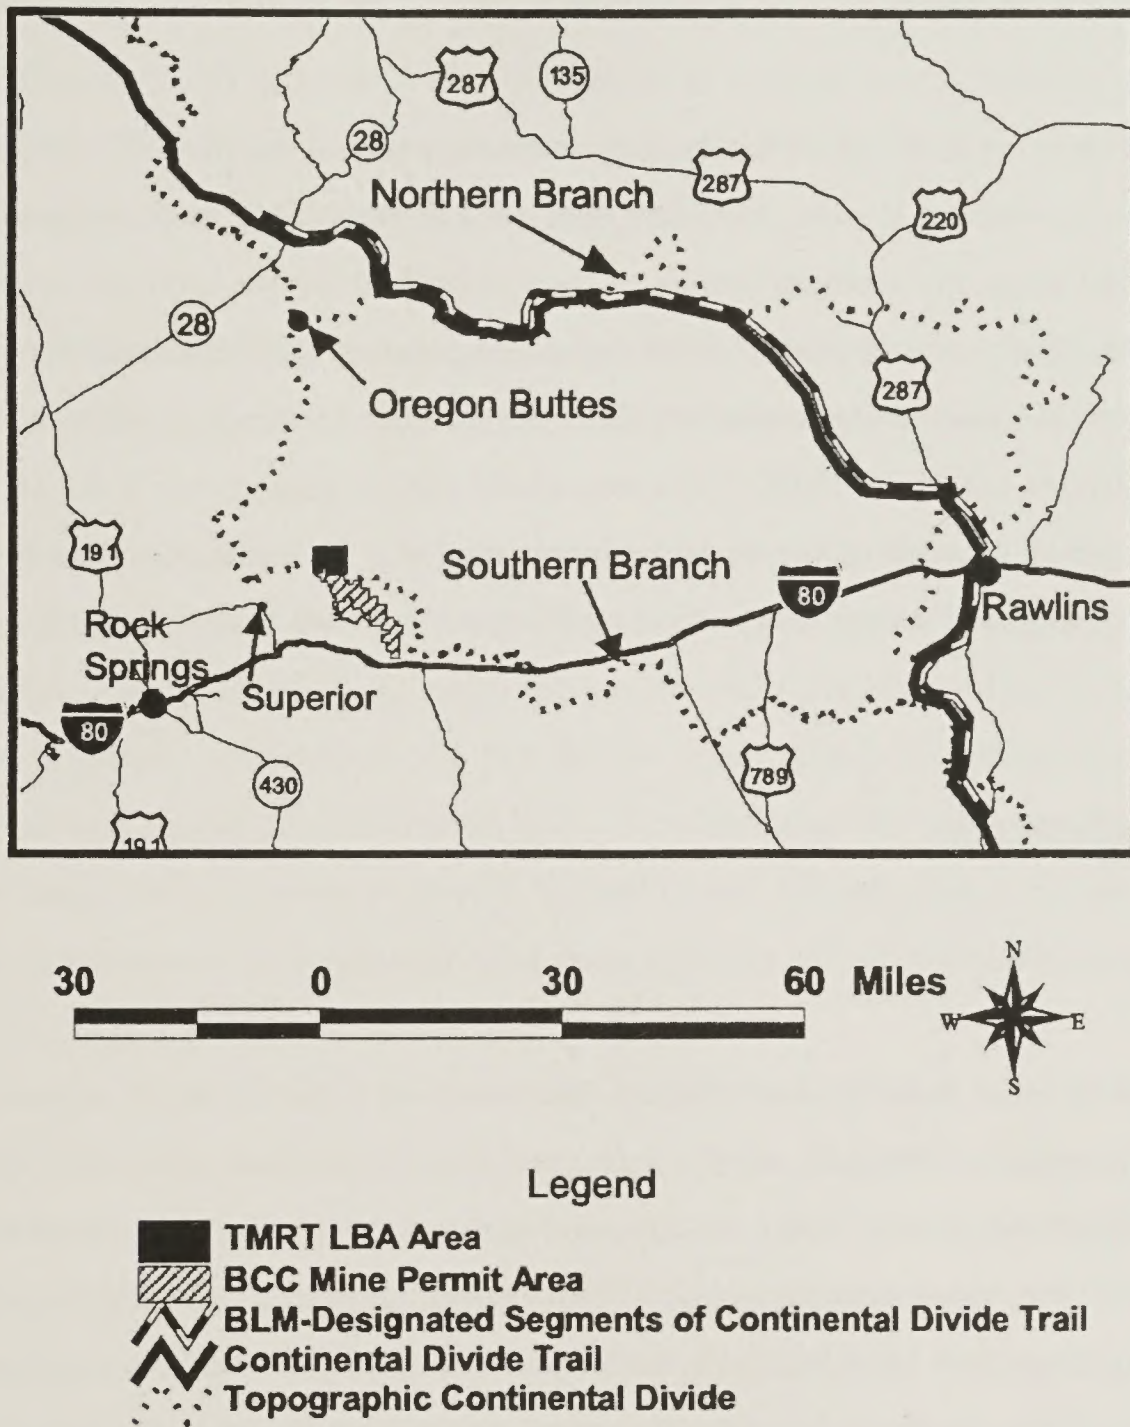 287
135
28
287
Northern Branch
220
28
Oregon Buttes
287
191
Southern Branch
80
Rawlins
Rock
Springs
Superior
80
430
789
191
30 0 30 60 Miles
N
W E
S
Legend
TMRT LBA Area
BCC Mine Permit Area
BLM-Designated Segments of Continental Divide Trail
Continental Divide Trail
Topographic Continental Divide